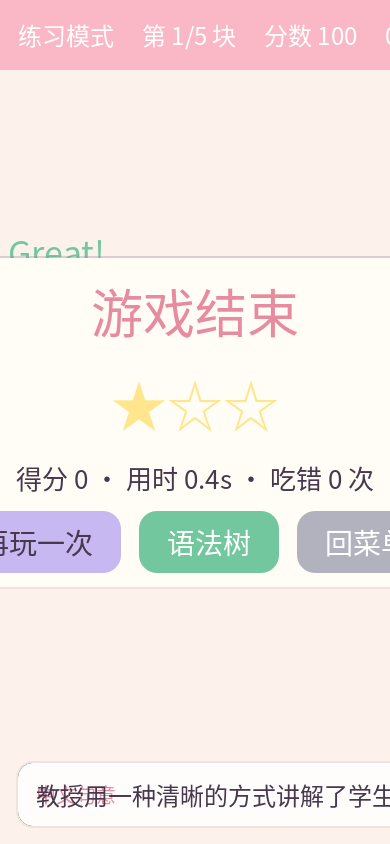 练习模式 第 1/5 块 分数 100
Great!
游戏结束
得分 0 · 用时 0.4s · 吃错 0 次
再玩一次 语法树 回菜单
教授用一种清晰的方式讲解了学生